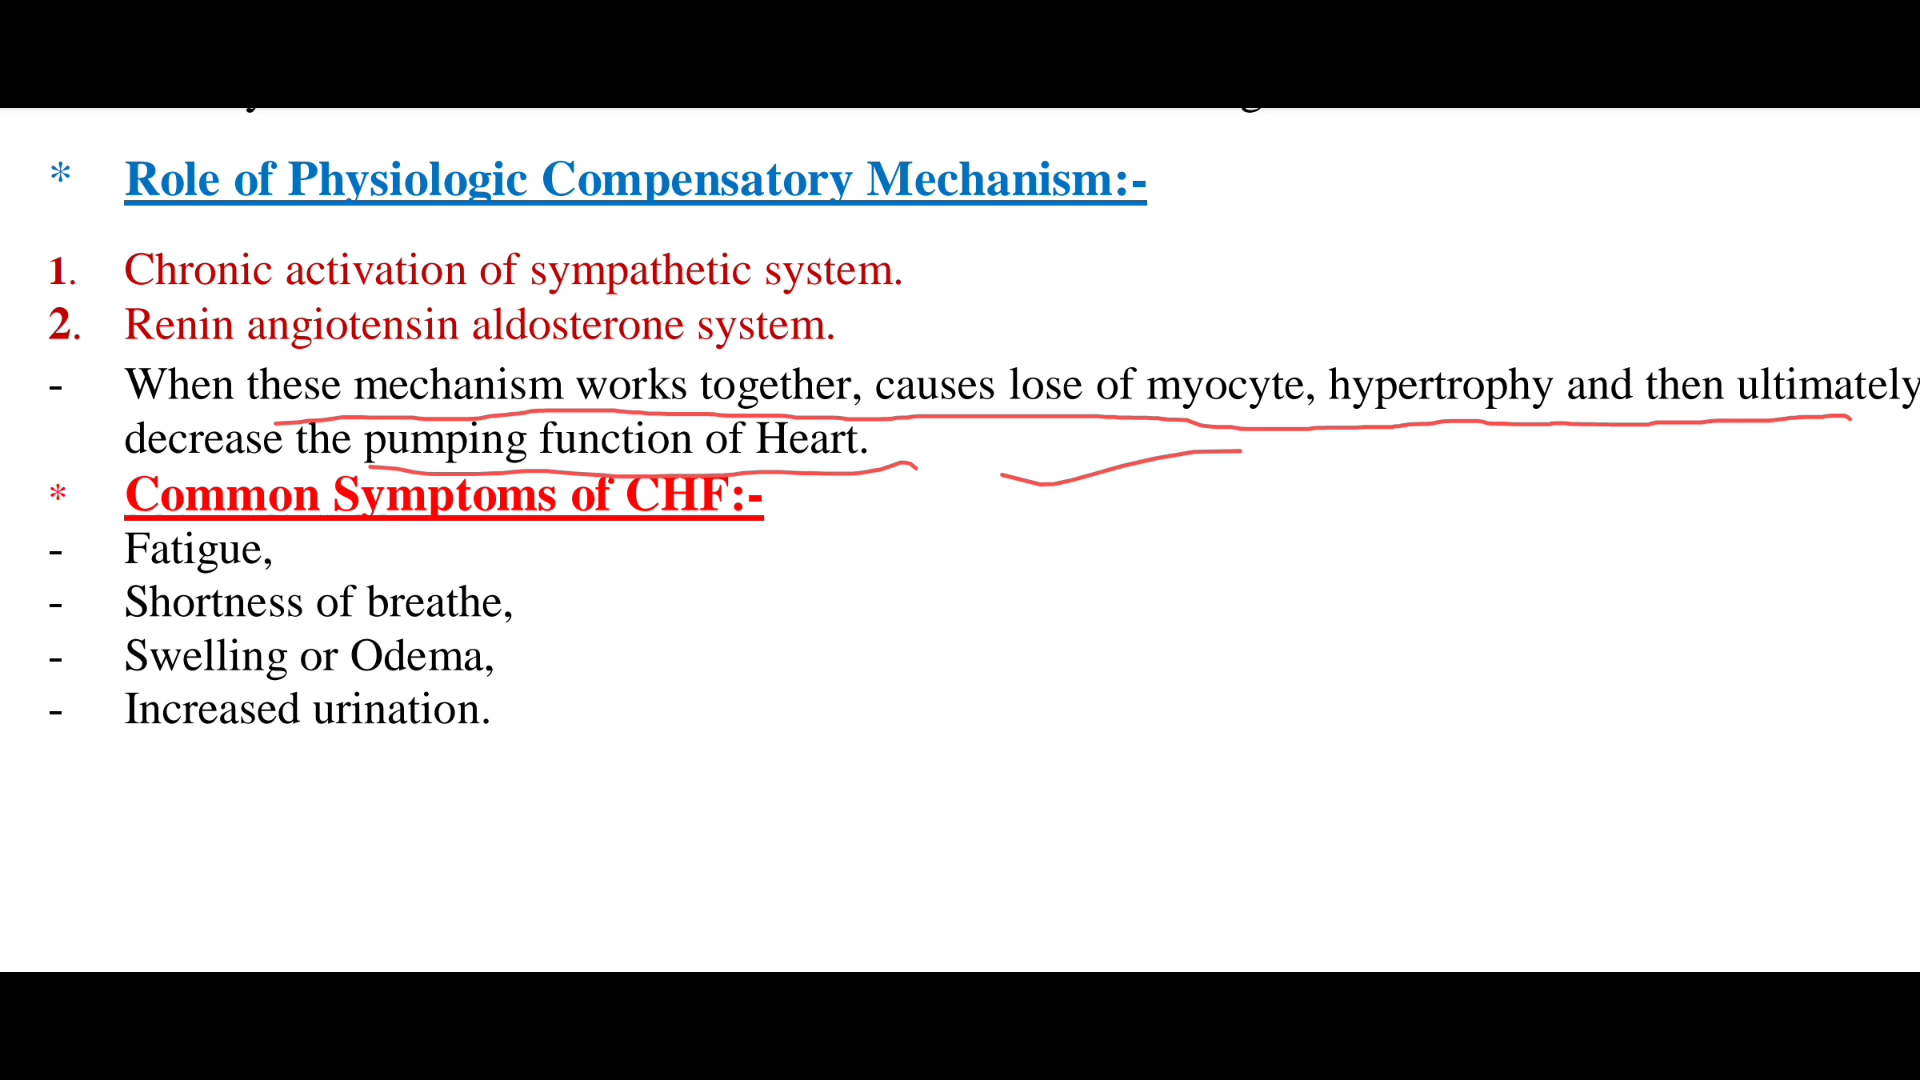 * Role of Physiologic Compensatory Mechanism:-
1. Chronic activation of sympathetic system.
2. Renin angiotensin aldosterone system.
- When these mechanism works together, causes lose of myocyte, hypertrophy and then ultimately
decrease the pumping function of Heart.
* Common Symptoms of CHF:-
- Fatigue,
- Shortness of breathe,
- Swelling or Odema,
- Increased urination.